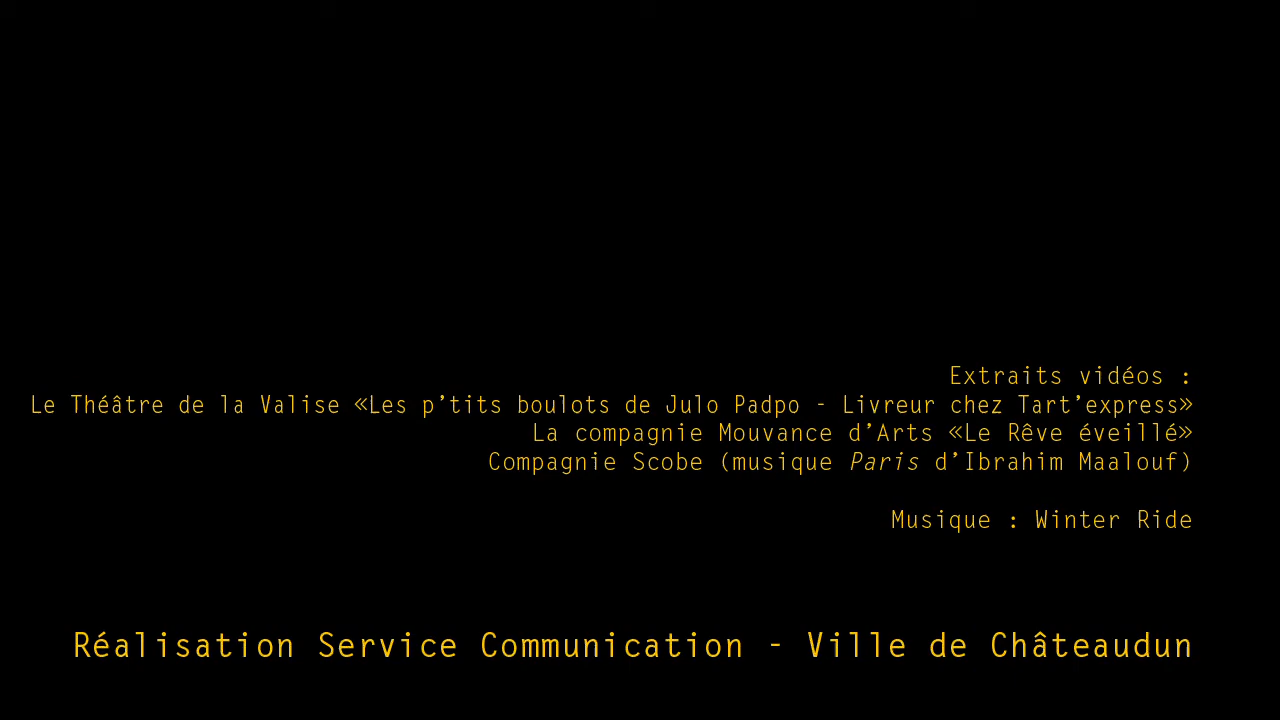 Extraits vidéos :
Le Théâtre de la Valise «Les p’tits boulots de Julo Padpo - Livreur chez Tart’express»
La compagnie Mouvance d’Arts «Le Rêve éveillé»
Compagnie Scobe (musique Paris d’Ibrahim Maalouf)
Musique : Winter Ride
Réalisation Service Communication - Ville de Châteaudun